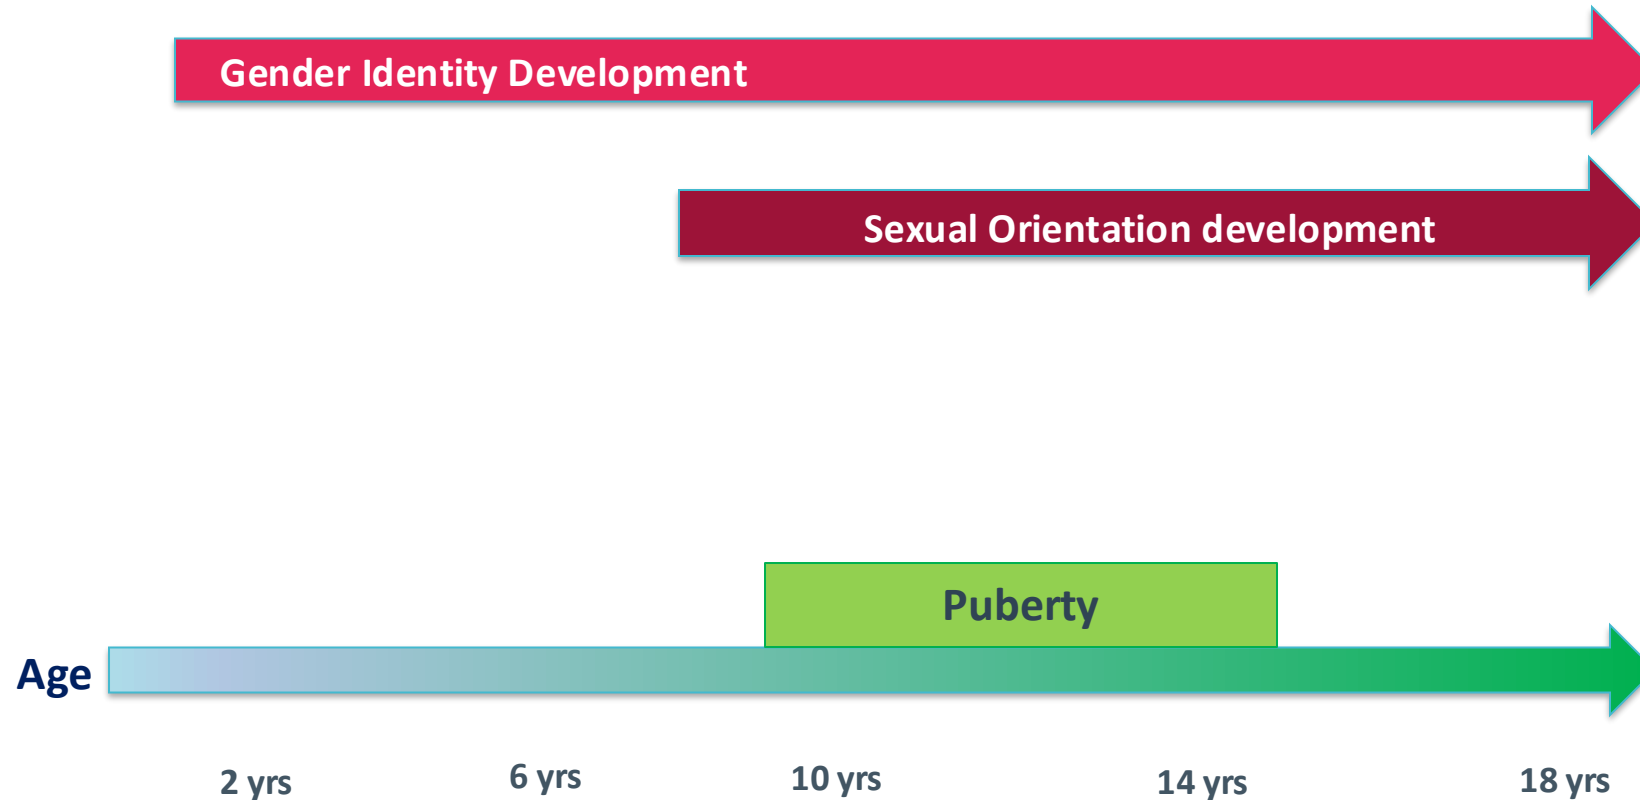 Gender Identity Development
Sexual Orientation development
Puberty
Age
2 yrs
6 yrs
10 yrs
14 yrs
18 yrs